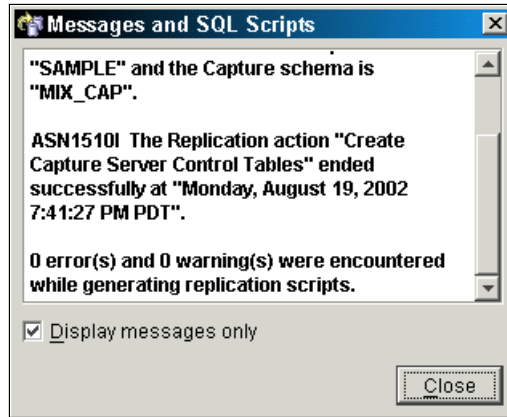 Messages and SQL Scripts
"SAMPLE" and the Capture schema is
"MIX_CAP".
ASN1510I The Replication action "Create
Capture Server Control Tables" ended
successfully at "Monday, August 19, 2002
7:41:27 PM PDT".
0 error(s) and 0 warning(s) were encountered
while generating replication scripts.
Display messages only
Close